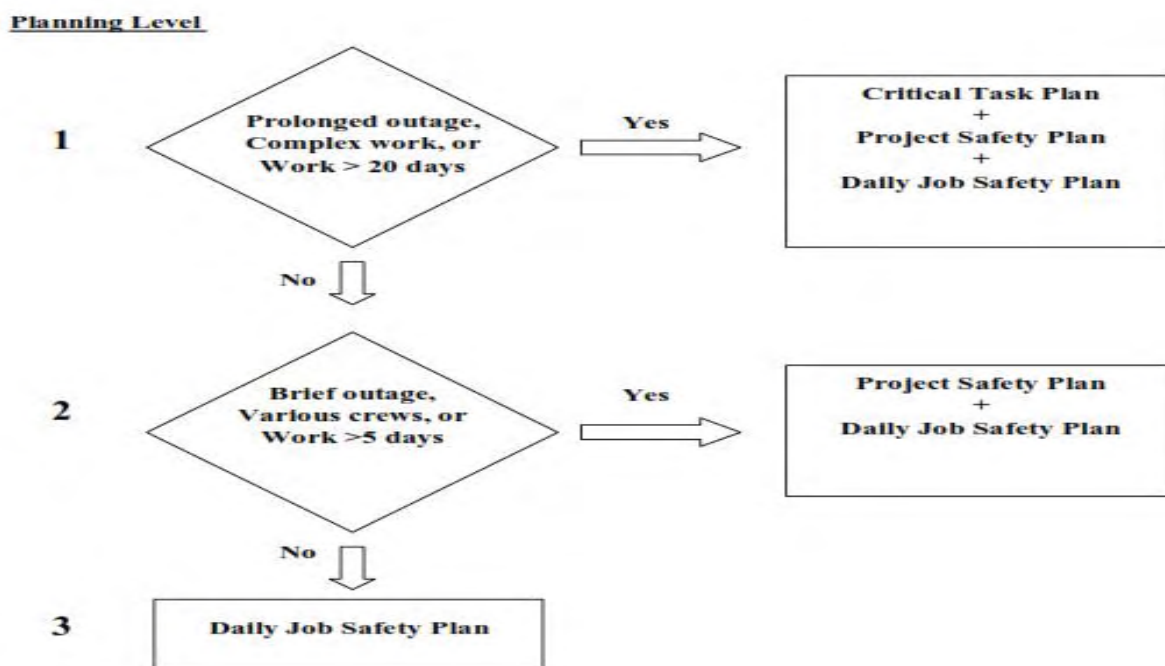 Planning Level
1
Prolonged outage,
Complex work, or
Work > 20 days
Yes
Critical Task Plan
+
Project Safety Plan
+
Daily Job Safety Plan
No
2
Brief outage,
Various crews, or
Work >5 days
Yes
Project Safety Plan
+
Daily Job Safety Plan
No
3
Daily Job Safety Plan